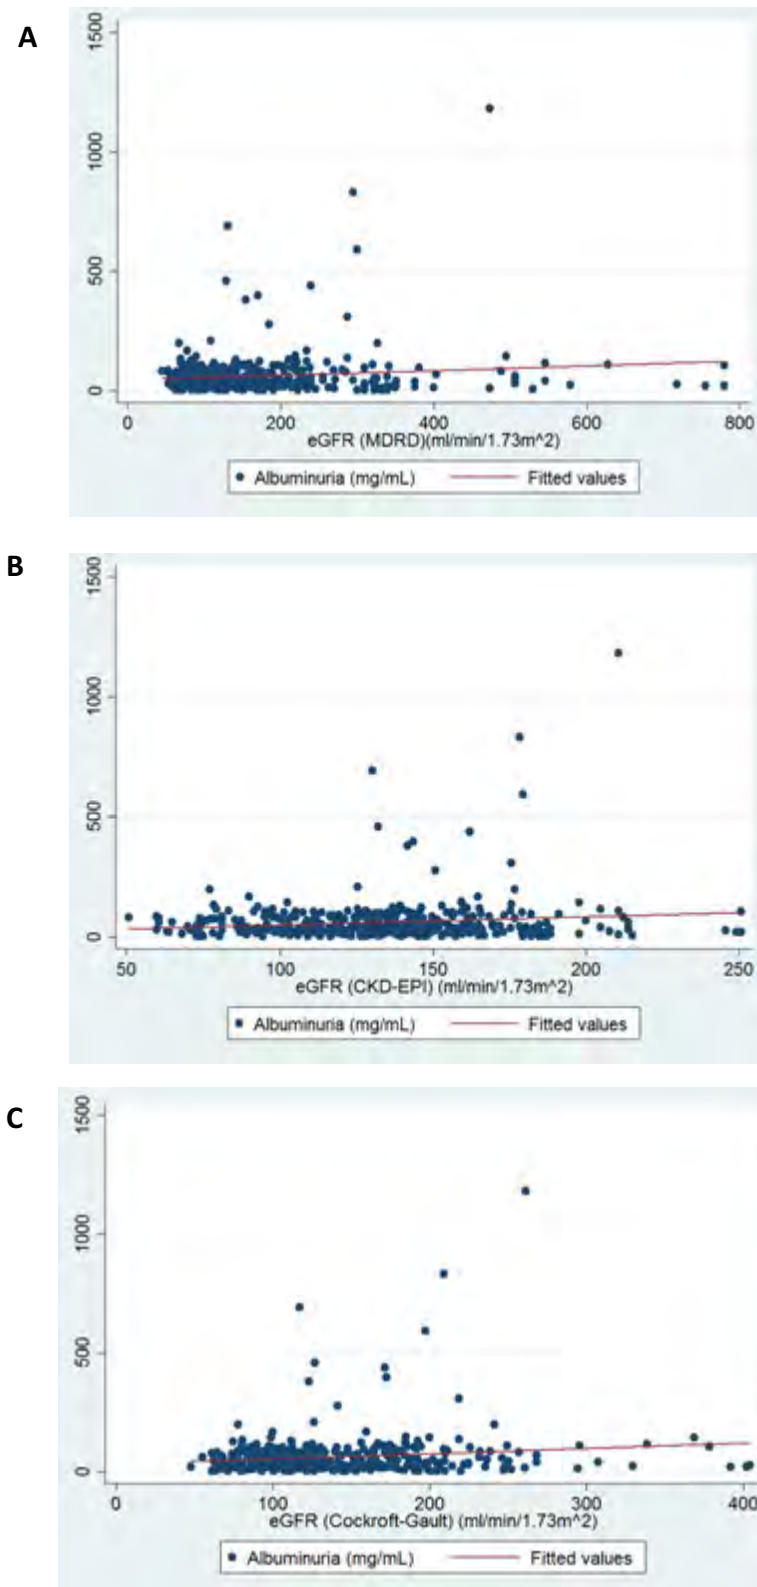 A
1500
1000
500
0
0 200 400 600 800
eGFR (MDRD)(ml/min/1.73m^2)
Albuminuria (mg/mL) Fitted values
B
1500
1000
500
0
50 100 150 200 250
eGFR (CKD-EPI) (ml/min/1.73m^2)
Albuminuria (mg/mL) Fitted values
C
1500
1000
500
0
0 100 200 300 400
eGFR (Cockroft-Gault) (ml/min/1.73m^2)
Albuminuria (mg/mL) Fitted values